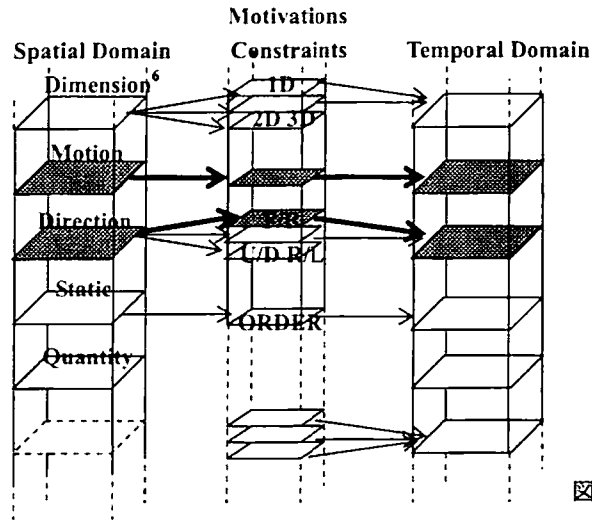 Motivations
Spatial Domain Constraints Temporal Domain
Dimension⁶
1D
2D 3D
Motion
Direction
U/D R/L
Static
ORDER
Quantity
図